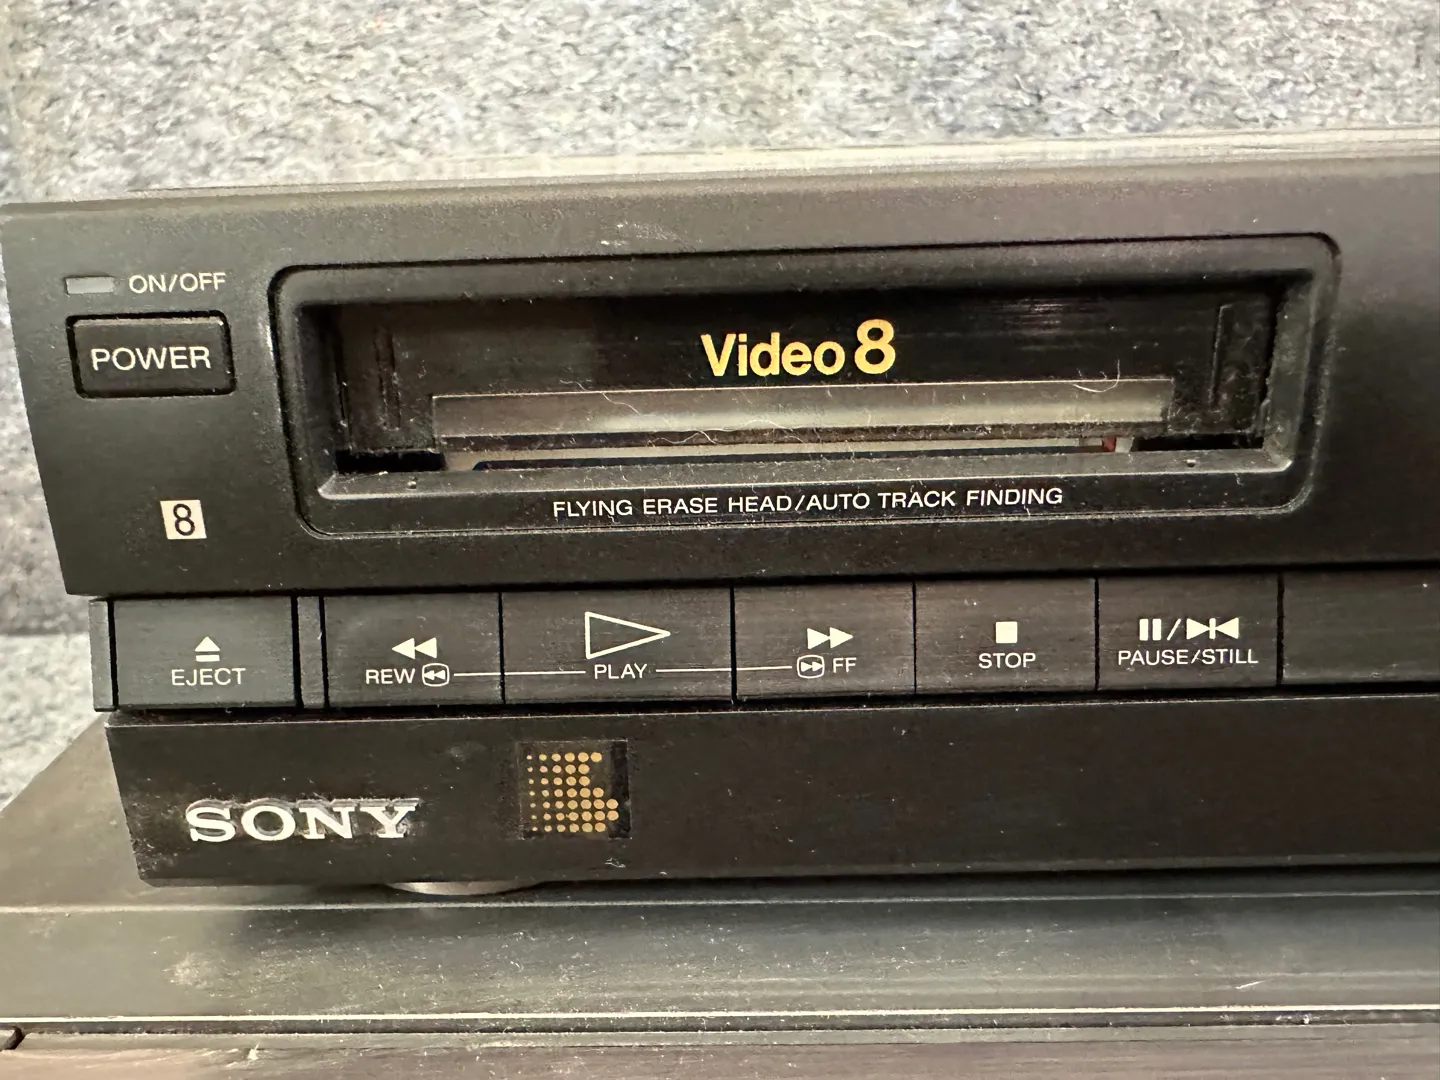 ON/OFF
POWER
Video 8
8
FLYING ERASE HEAD/AUTO TRACK FINDING
EJECT
REW
PLAY
FF
STOP
PAUSE/STILL
SONY